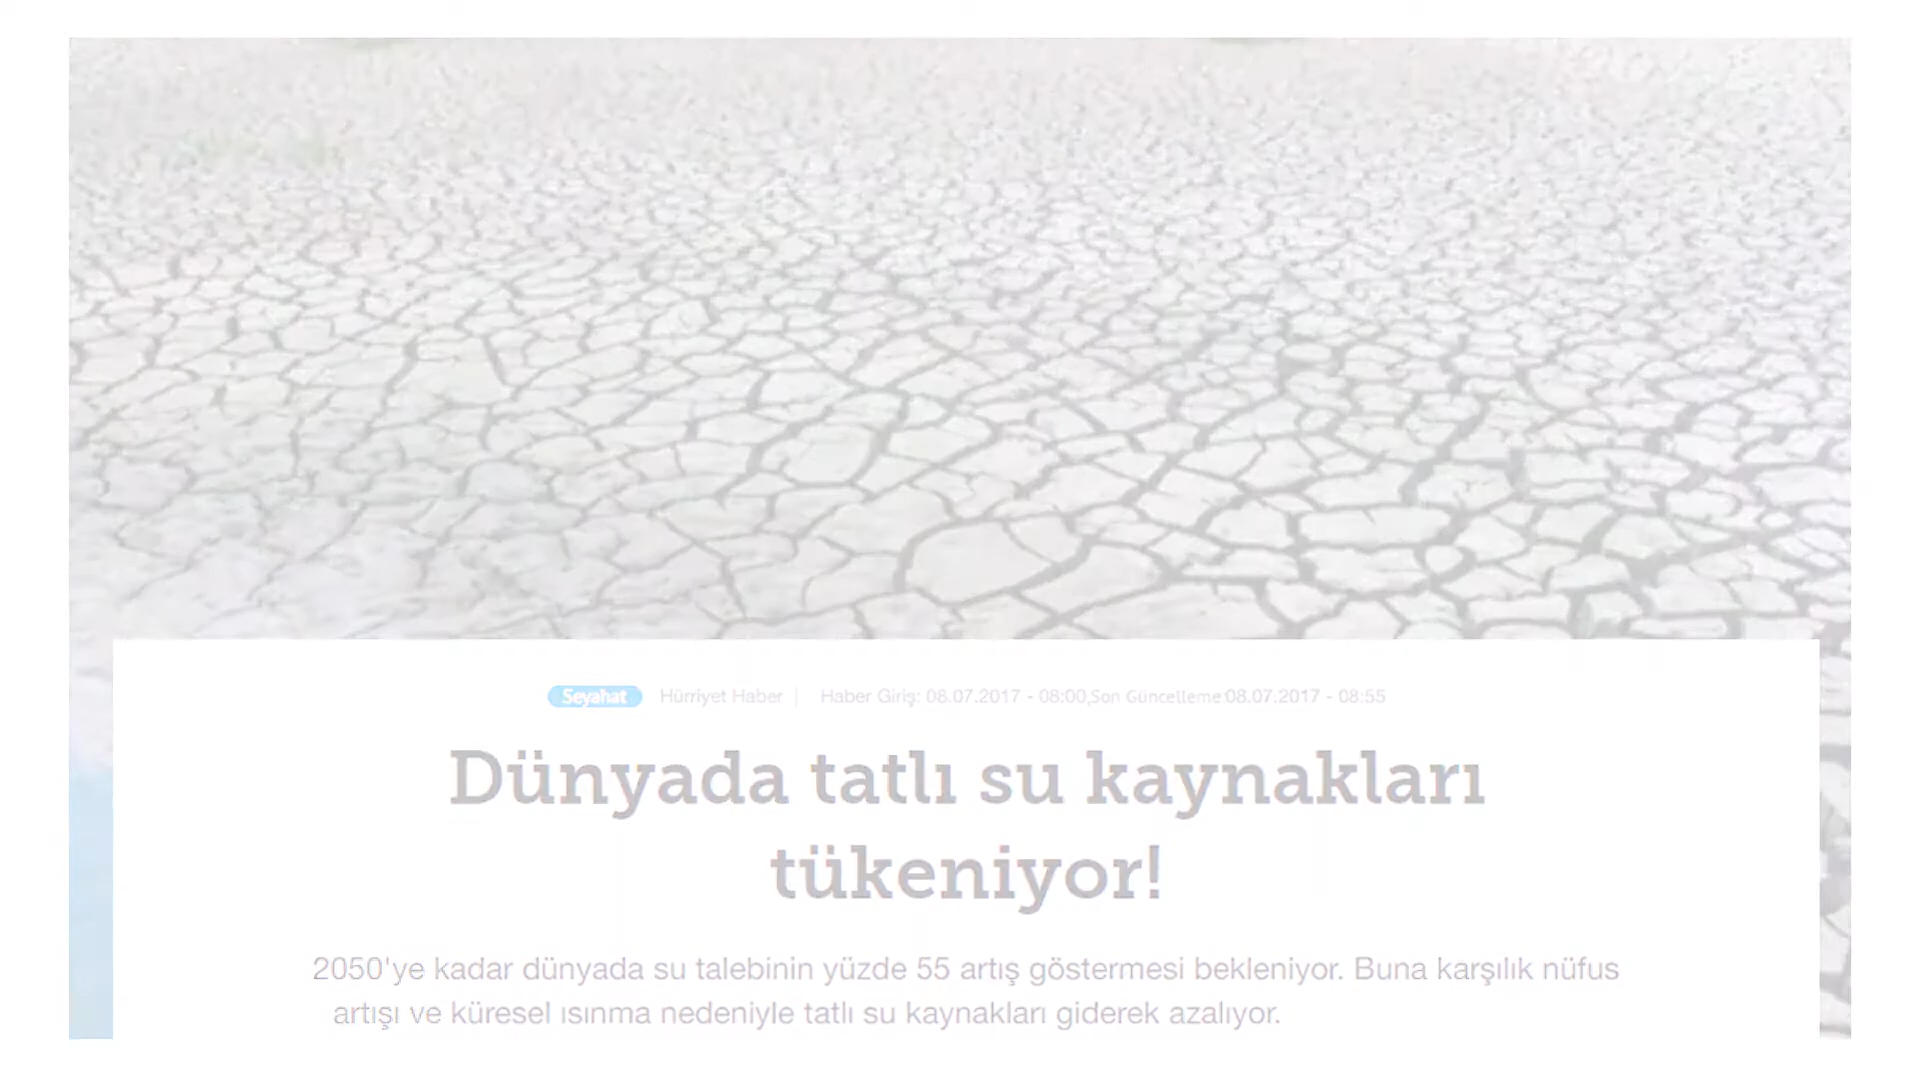 Seyahat Hürriyet Haber | Haber Giriş: 08.07.2017 - 08:00,Son Güncelleme 08.07.2017 - 08:55
Dünyada tatlı su kaynakları
tükeniyor!
2050'ye kadar dünyada su talebinin yüzde 55 artış göstermesi bekleniyor. Buna karşılık nüfus
artışı ve küresel ısınma nedeniyle tatlı su kaynakları giderek azalıyor.